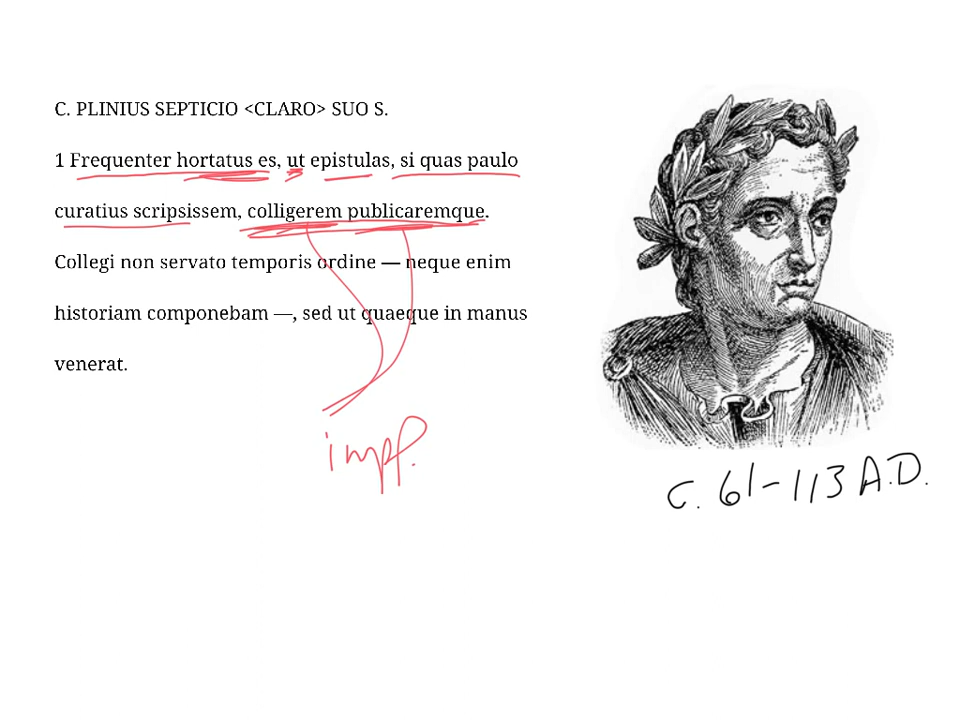 C. PLINIUS SEPTICIO <CLARO> SUO S.
1 Frequenter hortatus es, ut epistulas, si quas paulo
curatius scripsissem, colligerem publicaremque.
Collegi non servato temporis ordine — neque enim
historiam componebam —, sed ut quaeque in manus
venerat.
impf.
c. 61-113 A.D.